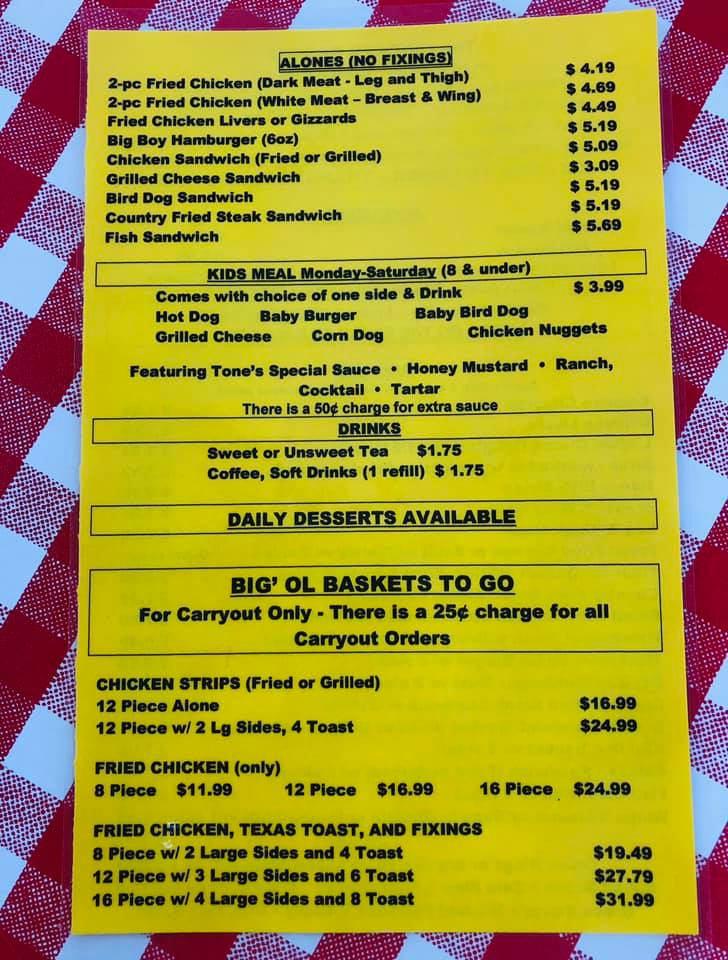 ALONES (NO FIXINGS)
2-pc Fried Chicken (Dark Meat - Leg and Thigh) $ 4.19
2-pc Fried Chicken (White Meat – Breast & Wing) $ 4.69
Fried Chicken Livers or Gizzards $ 4.49
Big Boy Hamburger (6oz) $ 5.19
Chicken Sandwich (Fried or Grilled) $ 5.09
Grilled Cheese Sandwich $ 3.09
Bird Dog Sandwich $ 5.19
Country Fried Steak Sandwich $ 5.19
Fish Sandwich $ 5.69
KIDS MEAL Monday-Saturday (8 & under)
Comes with choice of one side & Drink $ 3.99
Hot Dog Baby Burger Baby Bird Dog
Grilled Cheese Corn Dog Chicken Nuggets
Featuring Tone's Special Sauce • Honey Mustard • Ranch,
Cocktail • Tartar
There is a 50¢ charge for extra sauce
DRINKS
Sweet or Unsweet Tea $1.75
Coffee, Soft Drinks (1 refill) $ 1.75
DAILY DESSERTS AVAILABLE
BIG' OL BASKETS TO GO
For Carryout Only - There is a 25¢ charge for all
Carryout Orders
CHICKEN STRIPS (Fried or Grilled)
12 Piece Alone $16.99
12 Piece w/ 2 Lg Sides, 4 Toast $24.99
FRIED CHICKEN (only)
8 Piece $11.99 12 Piece $16.99 16 Piece $24.99
FRIED CHICKEN, TEXAS TOAST, AND FIXINGS
8 Piece w/ 2 Large Sides and 4 Toast $19.49
12 Piece w/ 3 Large Sides and 6 Toast $27.79
16 Piece w/ 4 Large Sides and 8 Toast $31.99